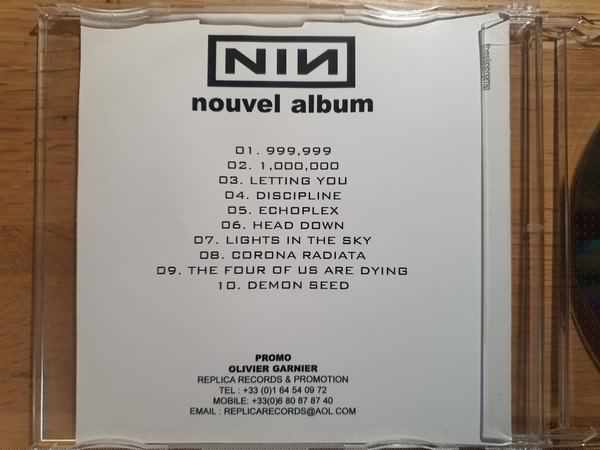 NIN
nouvel album
01. 999,999
02. 1,000,000
03. LETTING YOU
04. DISCIPLINE
05. ECHOPLEX
06. HEAD DOWN
07. LIGHTS IN THE SKY
08. CORONA RADIATA
09. THE FOUR OF US ARE DYING
10. DEMON SEED
PROMO
OLIVIER GARNIER
REPLICA RECORDS & PROMOTION
TEL : +33 (0)1 64 54 09 72
MOBILE: +33(0)6 80 87 87 40
EMAIL : REPLICARECORDS@AOL.COM